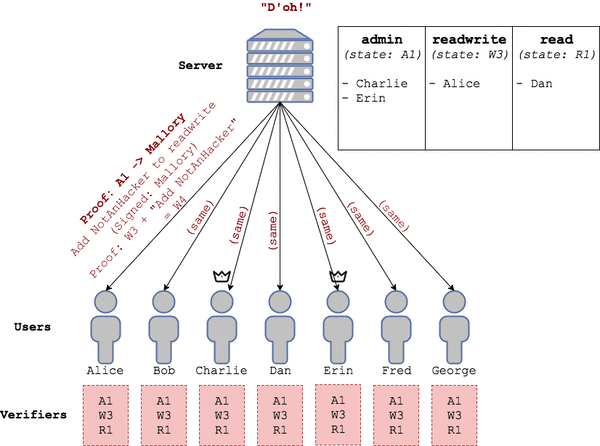 "D'oh!"
Server
admin readwrite read
(state: A1) (state: W3) (state: R1)
- Charlie - Alice - Dan
- Erin
Proof: A1 -> Mallory
Add NotAnHacker to readwrite
(Signed: Mallory)
Proof: W3 + "Add NotAnHacker"
= W4
(same) (same) (same) (same) (same) (same)
Users
Alice Bob Charlie Dan Erin Fred George
Verifiers
A1 A1 A1 A1 A1 A1 A1
W3 W3 W3 W3 W3 W3 W3
R1 R1 R1 R1 R1 R1 R1